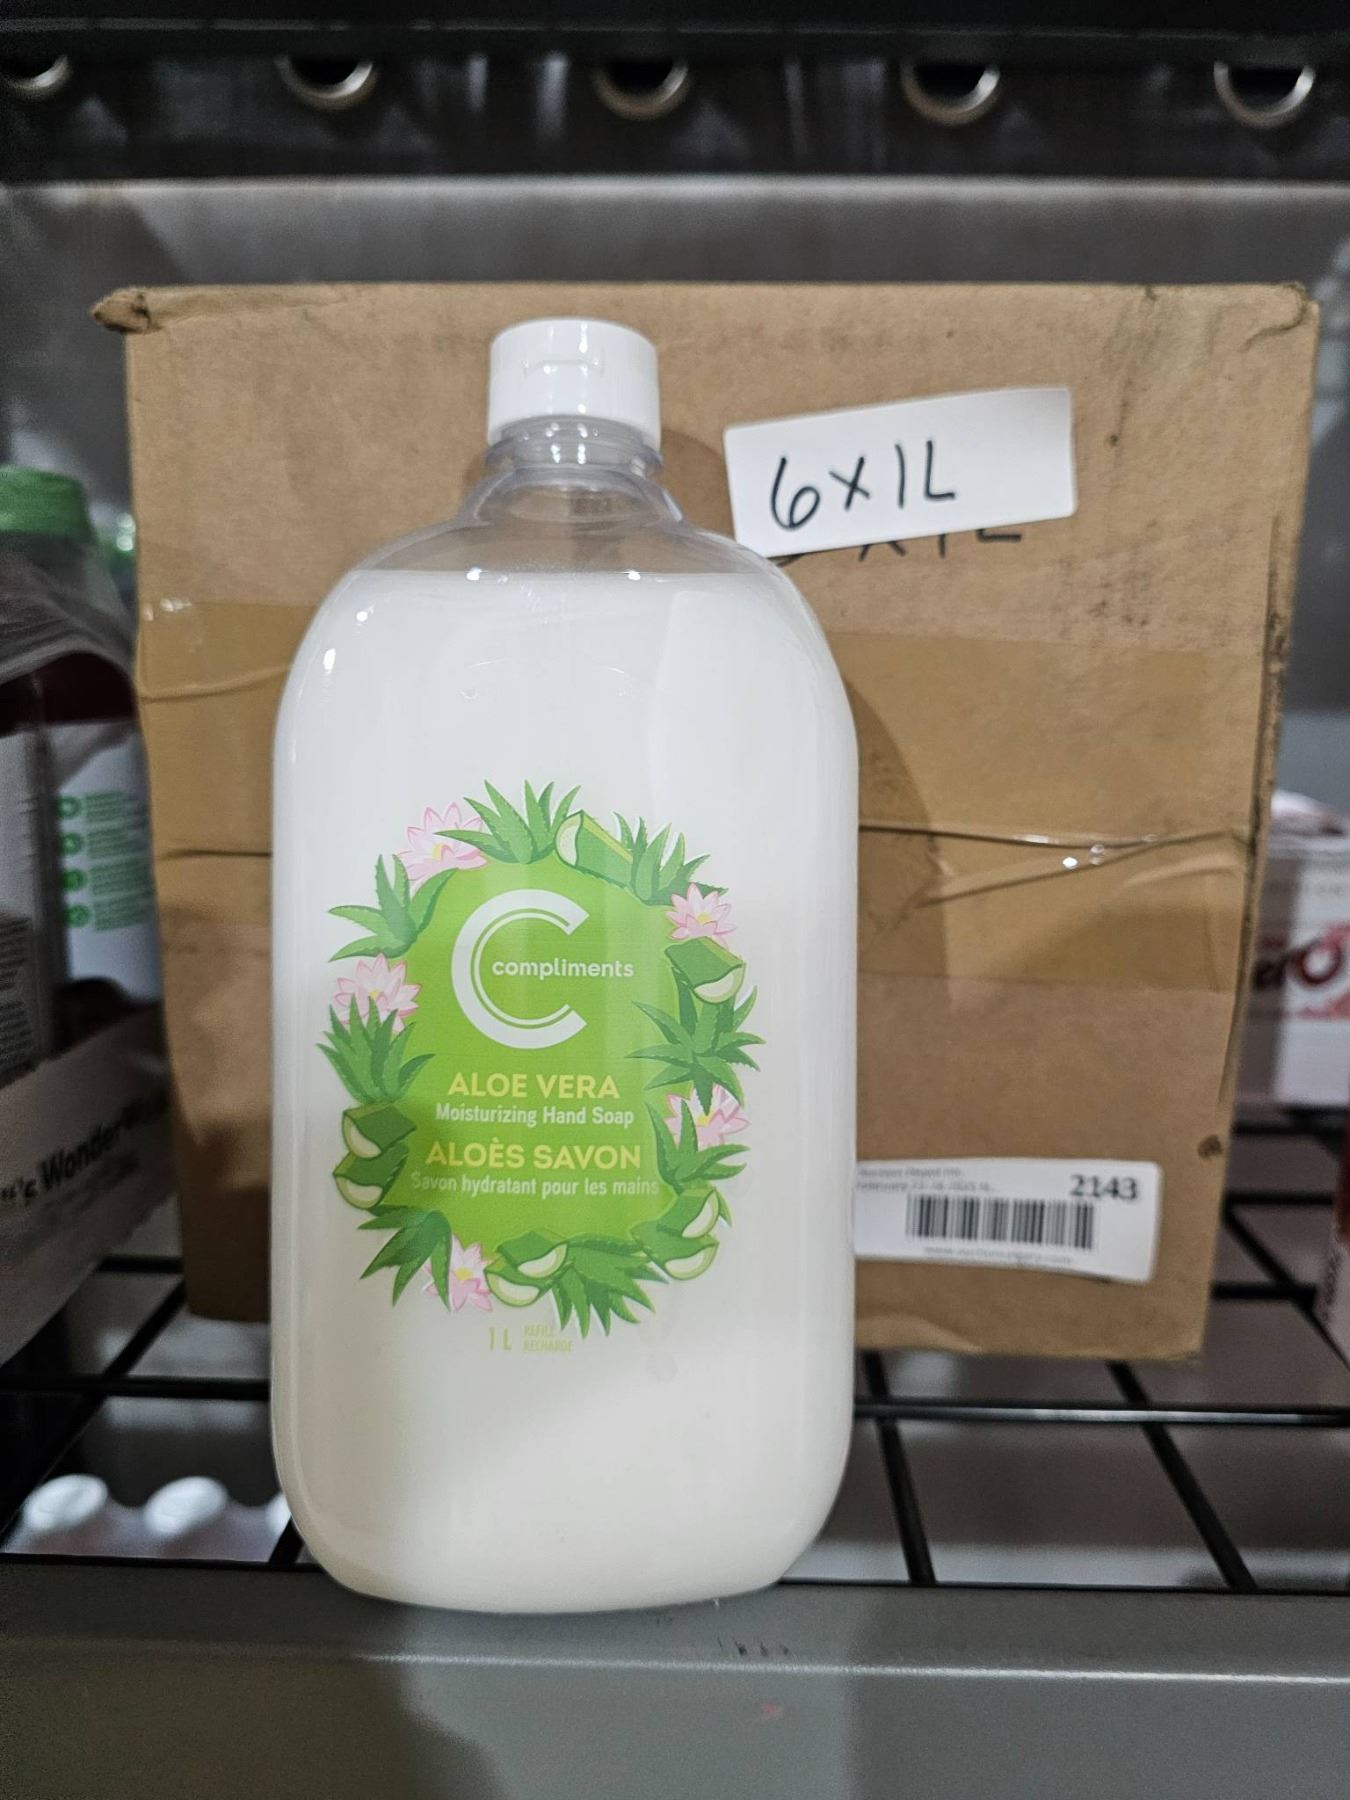 6x1L
compliments
ALOE VERA
Moisturizing Hand Soap
ALOÈS SAVON
Savon hydratant pour les mains
1 L REFILL
RECHARGE
2143